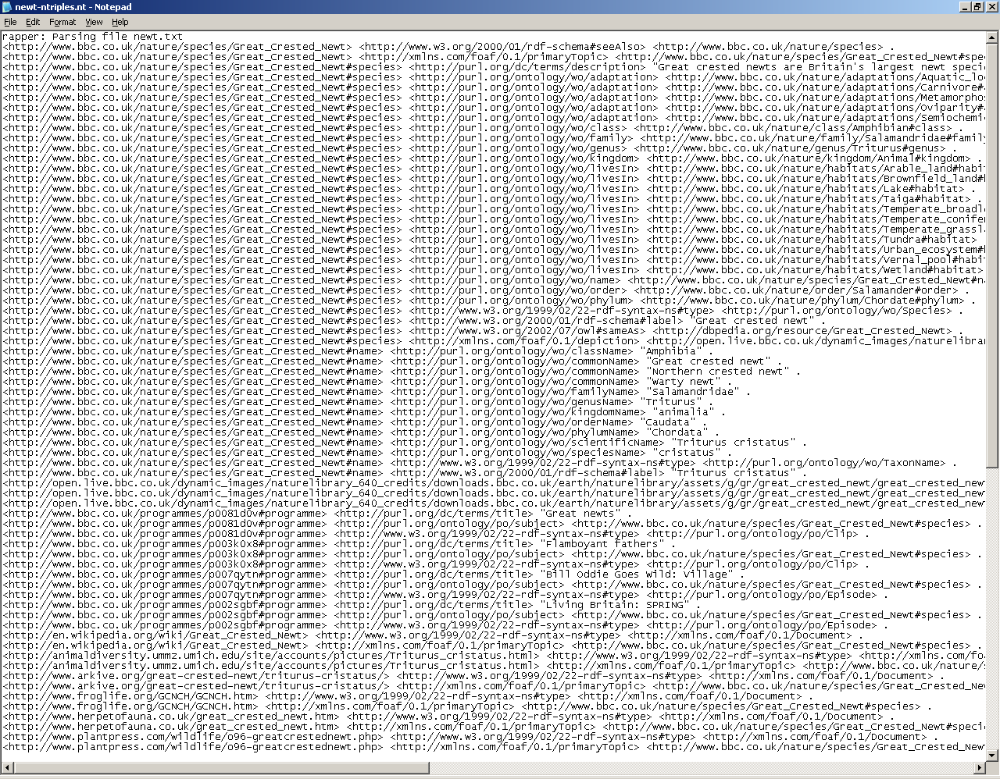 newt-ntriples.nt - Notepad
File Edit Format View Help
rapper: Parsing file newt.txt
<http://www.bbc.co.uk/nature/species/Great_Crested_Newt> <http://www.w3.org/2000/01/rdf-schema#seeAlso> <http://www.bbc.co.uk/nature/species> .
<http://www.bbc.co.uk/nature/species/Great_Crested_Newt> <http://xmlns.com/foaf/0.1/primaryTopic> <http://www.bbc.co.uk/nature/species/Great_Crested_Newt#spe
<http://www.bbc.co.uk/nature/species/Great_Crested_Newt#species> <http://purl.org/dc/terms/description> "Great crested newts are Britain's largest newt speci
<http://www.bbc.co.uk/nature/species/Great_Crested_Newt#species> <http://purl.org/ontology/wo/adaptation> <http://www.bbc.co.uk/nature/adaptations/Aquatic_lo
<http://www.bbc.co.uk/nature/species/Great_Crested_Newt#species> <http://purl.org/ontology/wo/adaptation> <http://www.bbc.co.uk/nature/adaptations/Carnivore#
<http://www.bbc.co.uk/nature/species/Great_Crested_Newt#species> <http://purl.org/ontology/wo/adaptation> <http://www.bbc.co.uk/nature/adaptations/Metamorphos
<http://www.bbc.co.uk/nature/species/Great_Crested_Newt#species> <http://purl.org/ontology/wo/adaptation> <http://www.bbc.co.uk/nature/adaptations/Oviparity#
<http://www.bbc.co.uk/nature/species/Great_Crested_Newt#species> <http://purl.org/ontology/wo/adaptation> <http://www.bbc.co.uk/nature/adaptations/Semiochemi
<http://www.bbc.co.uk/nature/species/Great_Crested_Newt#species> <http://purl.org/ontology/wo/class> <http://www.bbc.co.uk/nature/class/Amphibian#class> .
<http://www.bbc.co.uk/nature/species/Great_Crested_Newt#species> <http://purl.org/ontology/wo/family> <http://www.bbc.co.uk/nature/family/Salamandridae#family
<http://www.bbc.co.uk/nature/species/Great_Crested_Newt#species> <http://purl.org/ontology/wo/genus> <http://www.bbc.co.uk/nature/genus/Triturus#genus> .
<http://www.bbc.co.uk/nature/species/Great_Crested_Newt#species> <http://purl.org/ontology/wo/kingdom> <http://www.bbc.co.uk/nature/kingdom/Animal#kingdom> .
<http://www.bbc.co.uk/nature/species/Great_Crested_Newt#species> <http://purl.org/ontology/wo/livesIn> <http://www.bbc.co.uk/nature/habitats/Arable_land#habi
<http://www.bbc.co.uk/nature/species/Great_Crested_Newt#species> <http://purl.org/ontology/wo/livesIn> <http://www.bbc.co.uk/nature/habitats/Brownfield_land#
<http://www.bbc.co.uk/nature/species/Great_Crested_Newt#species> <http://purl.org/ontology/wo/livesIn> <http://www.bbc.co.uk/nature/habitats/Lake#habitat> .
<http://www.bbc.co.uk/nature/species/Great_Crested_Newt#species> <http://purl.org/ontology/wo/livesIn> <http://www.bbc.co.uk/nature/habitats/Taiga#habitat> .
<http://www.bbc.co.uk/nature/species/Great_Crested_Newt#species> <http://purl.org/ontology/wo/livesIn> <http://www.bbc.co.uk/nature/habitats/Temperate_broadl
<http://www.bbc.co.uk/nature/species/Great_Crested_Newt#species> <http://purl.org/ontology/wo/livesIn> <http://www.bbc.co.uk/nature/habitats/Temperate_conife
<http://www.bbc.co.uk/nature/species/Great_Crested_Newt#species> <http://purl.org/ontology/wo/livesIn> <http://www.bbc.co.uk/nature/habitats/Temperate_grassl
<http://www.bbc.co.uk/nature/species/Great_Crested_Newt#species> <http://purl.org/ontology/wo/livesIn> <http://www.bbc.co.uk/nature/habitats/Tundra#habitat> .
<http://www.bbc.co.uk/nature/species/Great_Crested_Newt#species> <http://purl.org/ontology/wo/livesIn> <http://www.bbc.co.uk/nature/habitats/Urban_ecosystem#
<http://www.bbc.co.uk/nature/species/Great_Crested_Newt#species> <http://purl.org/ontology/wo/livesIn> <http://www.bbc.co.uk/nature/habitats/Vernal_pool#habi
<http://www.bbc.co.uk/nature/species/Great_Crested_Newt#species> <http://purl.org/ontology/wo/livesIn> <http://www.bbc.co.uk/nature/habitats/Wetland#habitat>
<http://www.bbc.co.uk/nature/species/Great_Crested_Newt#species> <http://purl.org/ontology/wo/name> <http://www.bbc.co.uk/nature/species/Great_Crested_Newt#n
<http://www.bbc.co.uk/nature/species/Great_Crested_Newt#species> <http://purl.org/ontology/wo/order> <http://www.bbc.co.uk/nature/order/Salamander#order> .
<http://www.bbc.co.uk/nature/species/Great_Crested_Newt#species> <http://purl.org/ontology/wo/phylum> <http://www.bbc.co.uk/nature/phylum/Chordate#phylum> .
<http://www.bbc.co.uk/nature/species/Great_Crested_Newt#species> <http://www.w3.org/1999/02/22-rdf-syntax-ns#type> <http://purl.org/ontology/wo/Species> .
<http://www.bbc.co.uk/nature/species/Great_Crested_Newt#species> <http://www.w3.org/2000/01/rdf-schema#label> "Great crested newt" .
<http://www.bbc.co.uk/nature/species/Great_Crested_Newt#species> <http://www.w3.org/2002/07/owl#sameAs> <http://dbpedia.org/resource/Great_Crested_Newt> .
<http://www.bbc.co.uk/nature/species/Great_Crested_Newt#species> <http://xmlns.com/foaf/0.1/depiction> <http://open.live.bbc.co.uk/dynamic_images/naturelibra
<http://www.bbc.co.uk/nature/species/Great_Crested_Newt#name> <http://purl.org/ontology/wo/className> "Amphibia" .
<http://www.bbc.co.uk/nature/species/Great_Crested_Newt#name> <http://purl.org/ontology/wo/commonName> "Great crested newt" .
<http://www.bbc.co.uk/nature/species/Great_Crested_Newt#name> <http://purl.org/ontology/wo/commonName> "Northern crested newt" .
<http://www.bbc.co.uk/nature/species/Great_Crested_Newt#name> <http://purl.org/ontology/wo/commonName> "Warty newt" .
<http://www.bbc.co.uk/nature/species/Great_Crested_Newt#name> <http://purl.org/ontology/wo/familyName> "Salamandridae" .
<http://www.bbc.co.uk/nature/species/Great_Crested_Newt#name> <http://purl.org/ontology/wo/genusName> "Triturus" .
<http://www.bbc.co.uk/nature/species/Great_Crested_Newt#name> <http://purl.org/ontology/wo/kingdomName> "animalia" .
<http://www.bbc.co.uk/nature/species/Great_Crested_Newt#name> <http://purl.org/ontology/wo/orderName> "Caudata" .
<http://www.bbc.co.uk/nature/species/Great_Crested_Newt#name> <http://purl.org/ontology/wo/phylumName> "Chordata" .
<http://www.bbc.co.uk/nature/species/Great_Crested_Newt#name> <http://purl.org/ontology/wo/scientificName> "Triturus cristatus" .
<http://www.bbc.co.uk/nature/species/Great_Crested_Newt#name> <http://purl.org/ontology/wo/speciesName> "cristatus" .
<http://www.bbc.co.uk/nature/species/Great_Crested_Newt#name> <http://www.w3.org/1999/02/22-rdf-syntax-ns#type> <http://purl.org/ontology/wo/TaxonName> .
<http://www.bbc.co.uk/nature/species/Great_Crested_Newt#name> <http://www.w3.org/2000/01/rdf-schema#label> "Triturus cristatus" .
<http://open.live.bbc.co.uk/dynamic_images/naturelibrary_640_credits/downloads.bbc.co.uk/earth/naturelibrary/assets/g/gr/great_crested_newt/great_crested_new
<http://open.live.bbc.co.uk/dynamic_images/naturelibrary_640_credits/downloads.bbc.co.uk/earth/naturelibrary/assets/g/gr/great_crested_newt/great_crested_new
<http://open.live.bbc.co.uk/dynamic_images/naturelibrary_640_credits/downloads.bbc.co.uk/earth/naturelibrary/assets/g/gr/great_crested_newt/great_crested_new
<http://www.bbc.co.uk/programmes/p0081d0v#programme> <http://purl.org/dc/terms/title> "Great newts" .
<http://www.bbc.co.uk/programmes/p0081d0v#programme> <http://purl.org/ontology/po/subject> <http://www.bbc.co.uk/nature/species/Great_Crested_Newt#species> .
<http://www.bbc.co.uk/programmes/p0081d0v#programme> <http://www.w3.org/1999/02/22-rdf-syntax-ns#type> <http://purl.org/ontology/po/Clip> .
<http://www.bbc.co.uk/programmes/p003k0x8#programme> <http://purl.org/dc/terms/title> "Flamboyant fathers" .
<http://www.bbc.co.uk/programmes/p003k0x8#programme> <http://purl.org/ontology/po/subject> <http://www.bbc.co.uk/nature/species/Great_Crested_Newt#species> .
<http://www.bbc.co.uk/programmes/p003k0x8#programme> <http://www.w3.org/1999/02/22-rdf-syntax-ns#type> <http://purl.org/ontology/po/Clip> .
<http://www.bbc.co.uk/programmes/p007qytn#programme> <http://purl.org/dc/terms/title> "Bill Oddie Goes Wild: Village" .
<http://www.bbc.co.uk/programmes/p007qytn#programme> <http://purl.org/ontology/po/subject> <http://www.bbc.co.uk/nature/species/Great_Crested_Newt#species> .
<http://www.bbc.co.uk/programmes/p007qytn#programme> <http://www.w3.org/1999/02/22-rdf-syntax-ns#type> <http://purl.org/ontology/po/Episode> .
<http://www.bbc.co.uk/programmes/p002sgbf#programme> <http://purl.org/dc/terms/title> "Living Britain: SPRING" .
<http://www.bbc.co.uk/programmes/p002sgbf#programme> <http://purl.org/ontology/po/subject> <http://www.bbc.co.uk/nature/species/Great_Crested_Newt#species> .
<http://www.bbc.co.uk/programmes/p002sgbf#programme> <http://www.w3.org/1999/02/22-rdf-syntax-ns#type> <http://purl.org/ontology/po/Episode> .
<http://en.wikipedia.org/wiki/Great_Crested_Newt> <http://www.w3.org/1999/02/22-rdf-syntax-ns#type> <http://xmlns.com/foaf/0.1/Document> .
<http://en.wikipedia.org/wiki/Great_Crested_Newt> <http://xmlns.com/foaf/0.1/primaryTopic> <http://www.bbc.co.uk/nature/species/Great_Crested_Newt#species> .
<http://animaldiversity.ummz.umich.edu/site/accounts/pictures/Triturus_cristatus.html> <http://www.w3.org/1999/02/22-rdf-syntax-ns#type> <http://xmlns.com/fo
<http://animaldiversity.ummz.umich.edu/site/accounts/pictures/Triturus_cristatus.html> <http://xmlns.com/foaf/0.1/primaryTopic> <http://www.bbc.co.uk/nature/s
<http://www.arkive.org/great-crested-newt/triturus-cristatus/> <http://www.w3.org/1999/02/22-rdf-syntax-ns#type> <http://xmlns.com/foaf/0.1/Document> .
<http://www.arkive.org/great-crested-newt/triturus-cristatus/> <http://xmlns.com/foaf/0.1/primaryTopic> <http://www.bbc.co.uk/nature/species/Great_Crested_Ne
<http://www.froglife.org/GCNCH/GCNCH.htm> <http://www.w3.org/1999/02/22-rdf-syntax-ns#type> <http://xmlns.com/foaf/0.1/Document> .
<http://www.froglife.org/GCNCH/GCNCH.htm> <http://xmlns.com/foaf/0.1/primaryTopic> <http://www.bbc.co.uk/nature/species/Great_Crested_Newt#species> .
<http://www.herpetofauna.co.uk/great_crested_newt.htm> <http://www.w3.org/1999/02/22-rdf-syntax-ns#type> <http://xmlns.com/foaf/0.1/Document> .
<http://www.herpetofauna.co.uk/great_crested_newt.htm> <http://xmlns.com/foaf/0.1/primaryTopic> <http://www.bbc.co.uk/nature/species/Great_Crested_Newt#speci
<http://www.plantpress.com/wildlife/o96-greatcrestednewt.php> <http://www.w3.org/1999/02/22-rdf-syntax-ns#type> <http://xmlns.com/foaf/0.1/Document> .
<http://www.plantpress.com/wildlife/o96-greatcrestednewt.php> <http://xmlns.com/foaf/0.1/primaryTopic> <http://www.bbc.co.uk/nature/species/Great_Crested_New